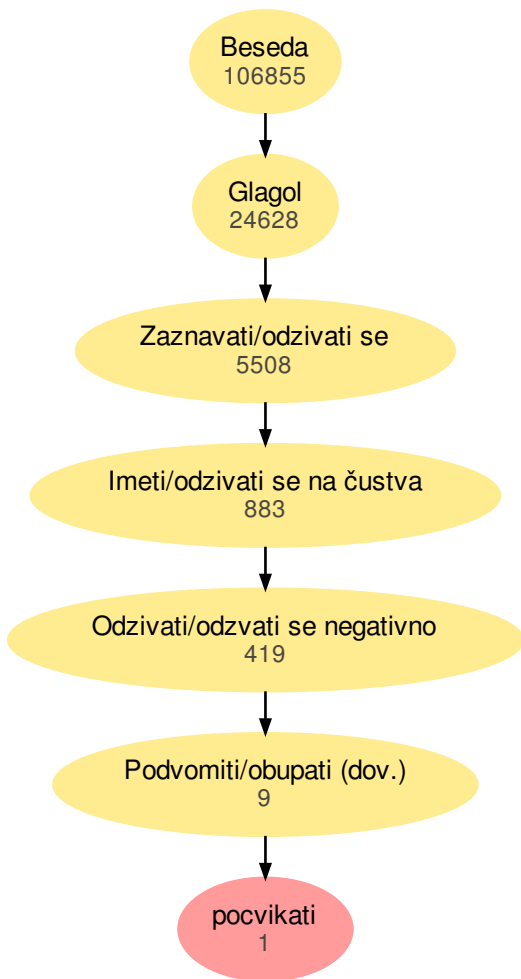 Beseda
106855
Glagol
24628
Zaznavati/odzivati se
5508
Imeti/odzivati se na čustva
883
Odzivati/odzvati se negativno
419
Podvomiti/obupati (dov.)
9
pocvikati
1